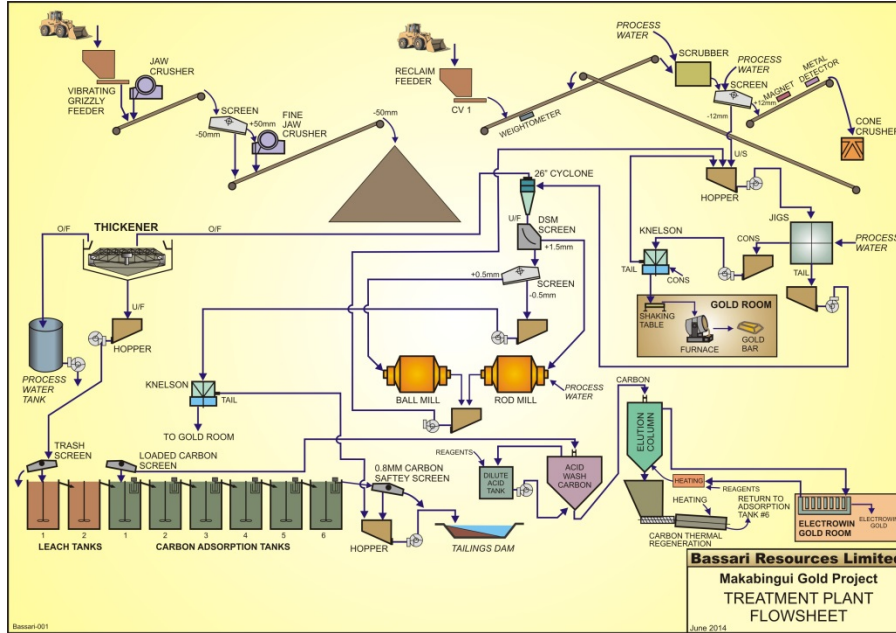 PROCESS
WATER
SCRUBBER
PROCESS
WATER
METAL
DETECTOR
MAGNET
JAW
CRUSHER
VIBRATING
GRIZZLY
FEEDER
RECLAIM
FEEDER
CV 1
WEIGHTOMETER
SCREEN
+12mm
-12mm
CONE
CRUSHER
SCREEN
+50mm
-50mm
FINE
JAW
CRUSHER
-50mm
U/S
HOPPER
26" CYCLONE
U/F
DSM
SCREEN
+1.5mm
O/F
THICKENER
O/F
JIGS
KNELSON
CONS
PROCESS
WATER
TAIL
CONS
TAIL
+0.5mm
SCREEN
-0.5mm
U/F
HOPPER
GOLD ROOM
SHAKING
TABLE
FURNACE
GOLD
BAR
PROCESS
WATER
TANK
KNELSON
TAIL
BALL MILL
ROD MILL
PROCESS
WATER
CARBON
TO GOLD ROOM
TRASH
SCREEN
LOADED CARBON
SCREEN
0.8MM CARBON
SAFTEY SCREEN
REAGENTS
DILUTE
ACID
TANK
ACID
WASH
CARBON
ELUTION
COLUMN
HEATING
REAGENTS
HEATING
RETURN TO
ADSORPTION
TANK #6
CARBON THERMAL
REGENERATION
ELECTROWIN
GOLD ROOM
ELECTROWIN
GOLD
1 2 1 2 3 4 5 6
LEACH TANKS
CARBON ADSORPTION TANKS
HOPPER
TAILINGS DAM
Bassari Resources Limited
Makabingui Gold Project
TREATMENT PLANT
FLOWSHEET
June 2014
Bassari-001